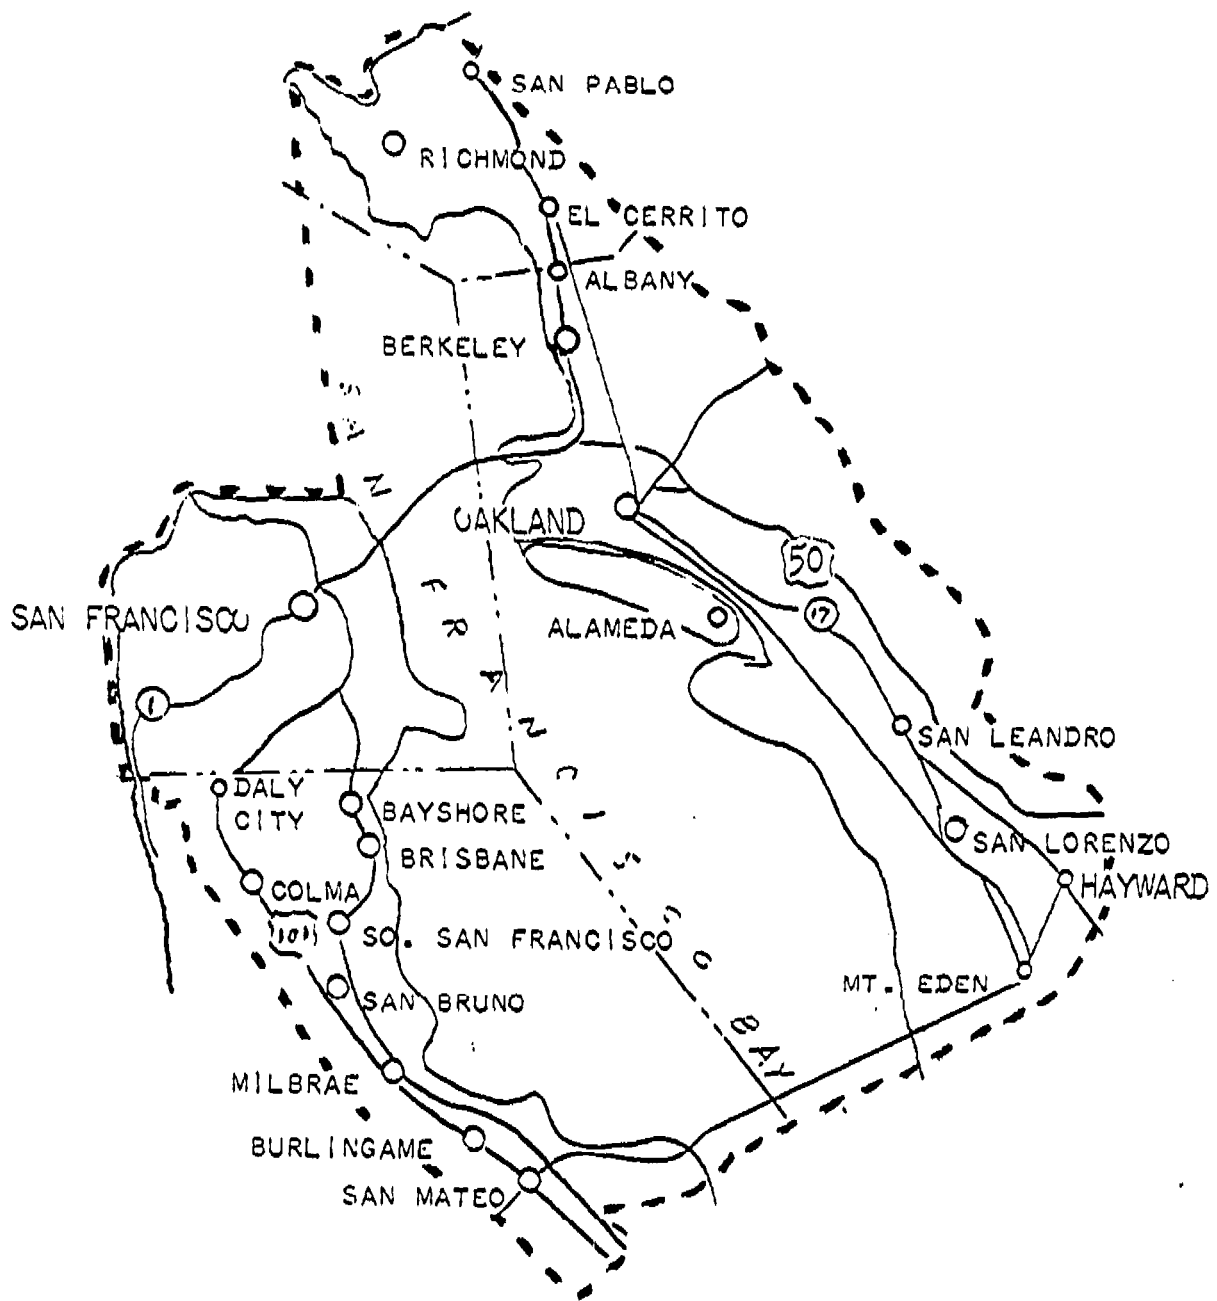 SAN PABLO
RICHMOND
EL CERRITO
ALBANY
BERKELEY
OAKLAND
50
SAN FRANCISCO
ALAMEDA
17
1
SAN LEANDRO
DALY
CITY
BAYSHORE
SAN LORENZO
BRISBANE
COLMA
HAYWARD
101
SO. SAN FRANCISCO
MT. EDEN
SAN BRUNO
SAN FRANCISCO BAY
MILBRAE
BURLINGAME
SAN MATEO